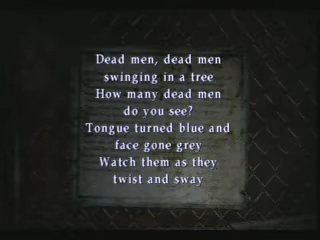 Dead men, dead men
swinging in a tree
How many dead men
do you see?
Tongue turned blue and
face gone grey
Watch them as they
twist and sway